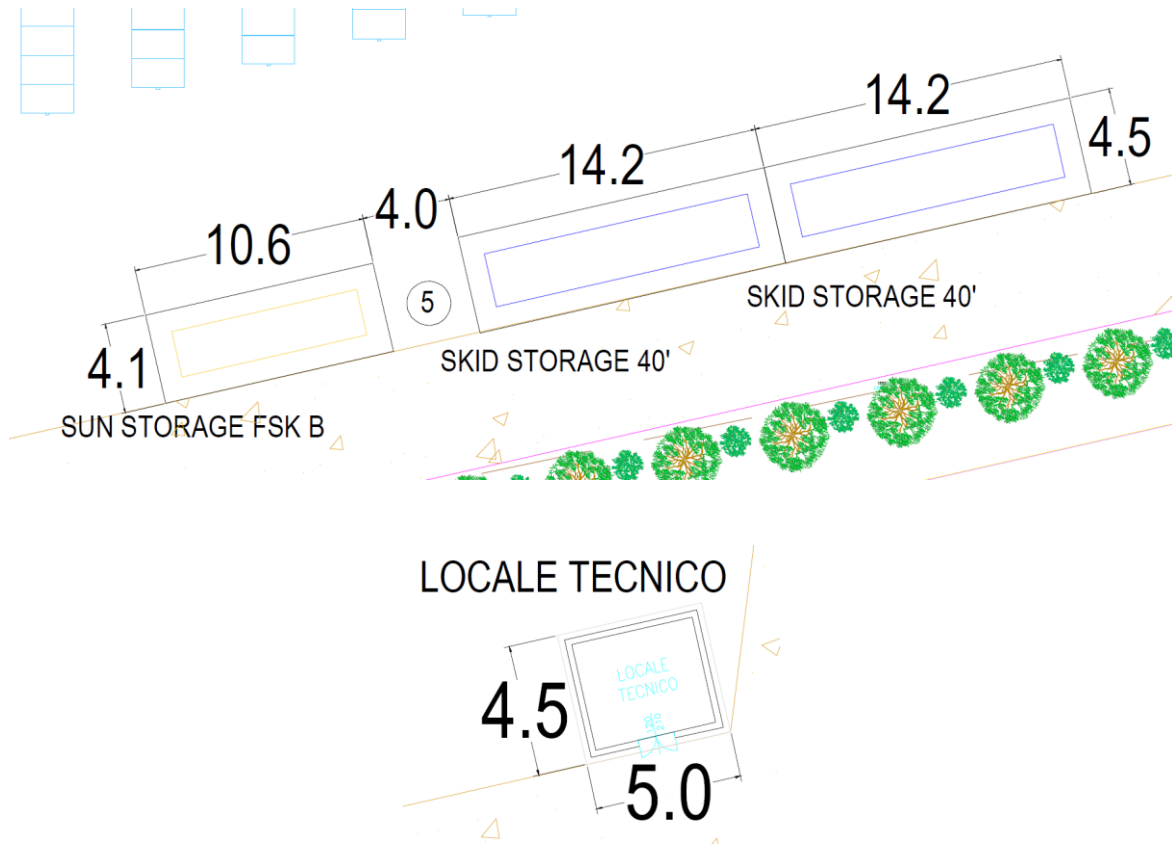 14.2
14.2
4.5
4.0
10.6
5
SKID STORAGE 40'
4.1
SKID STORAGE 40'
SUN STORAGE FSK B
LOCALE TECNICO
LOCALE
TECNICO
4.5
5.0